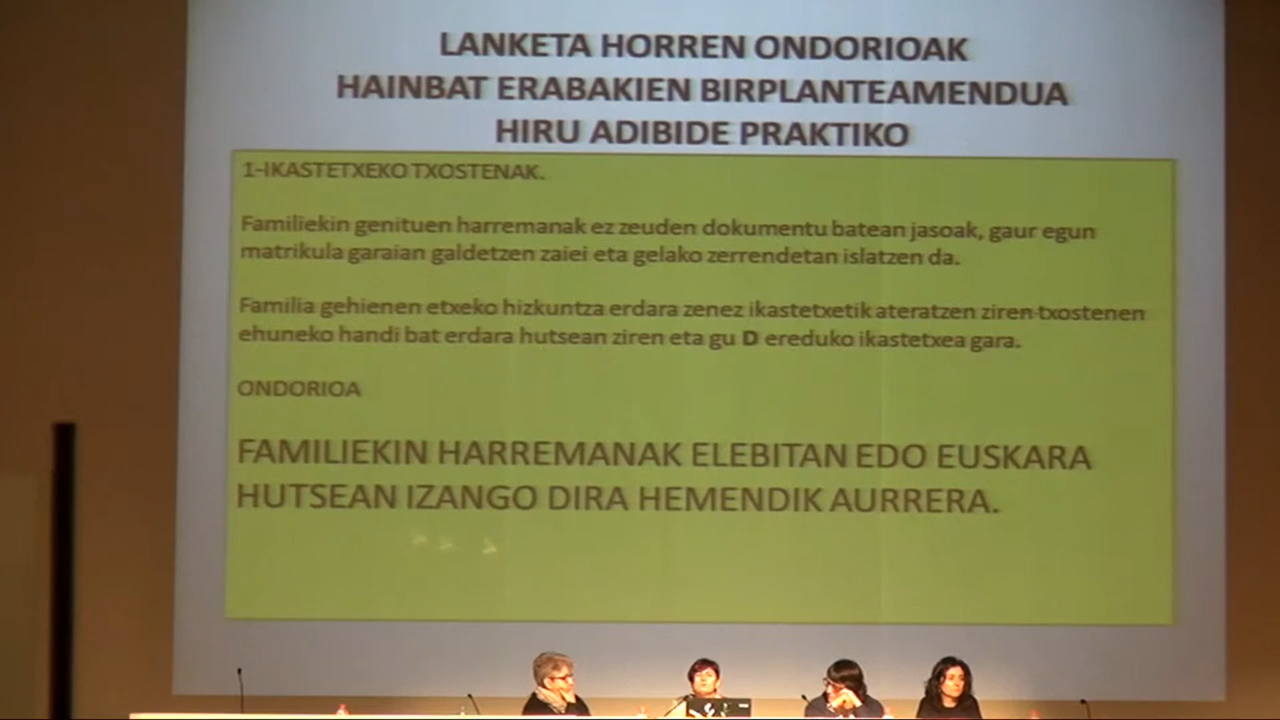 LANKETA HORREN ONDORIOAK
HAINBAT ERABAKIEN BIRPLANTEAMENDUA
HIRU ADIBIDE PRAKTIKO
1-IKASTETXEKO TXOSTENAK.
Familiekin genituen harremanak ez zeuden dokumentu batean jasoak, gaur egun
matrikula garaian galdetzen zaiei eta gelako zerrendetan islatzen da.
Familia gehienen etxeko hizkuntza erdara zenez ikastetxetik ateratzen ziren txostenen
ehuneko handi bat erdara hutsean ziren eta gu D ereduko ikastetxea gara.
ONDORIOA
FAMILIEKIN HARREMANAK ELEBITAN EDO EUSKARA
HUTSEAN IZANGO DIRA HEMENDIK AURRERA.